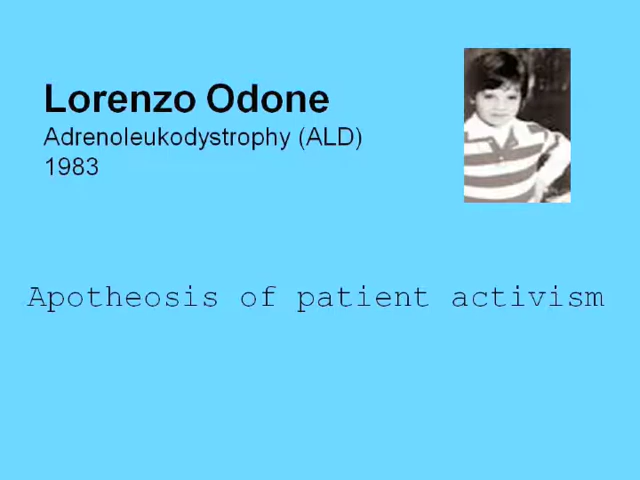 Lorenzo Odone
Adrenoleukodystrophy (ALD)
1983
Apotheosis of patient activism